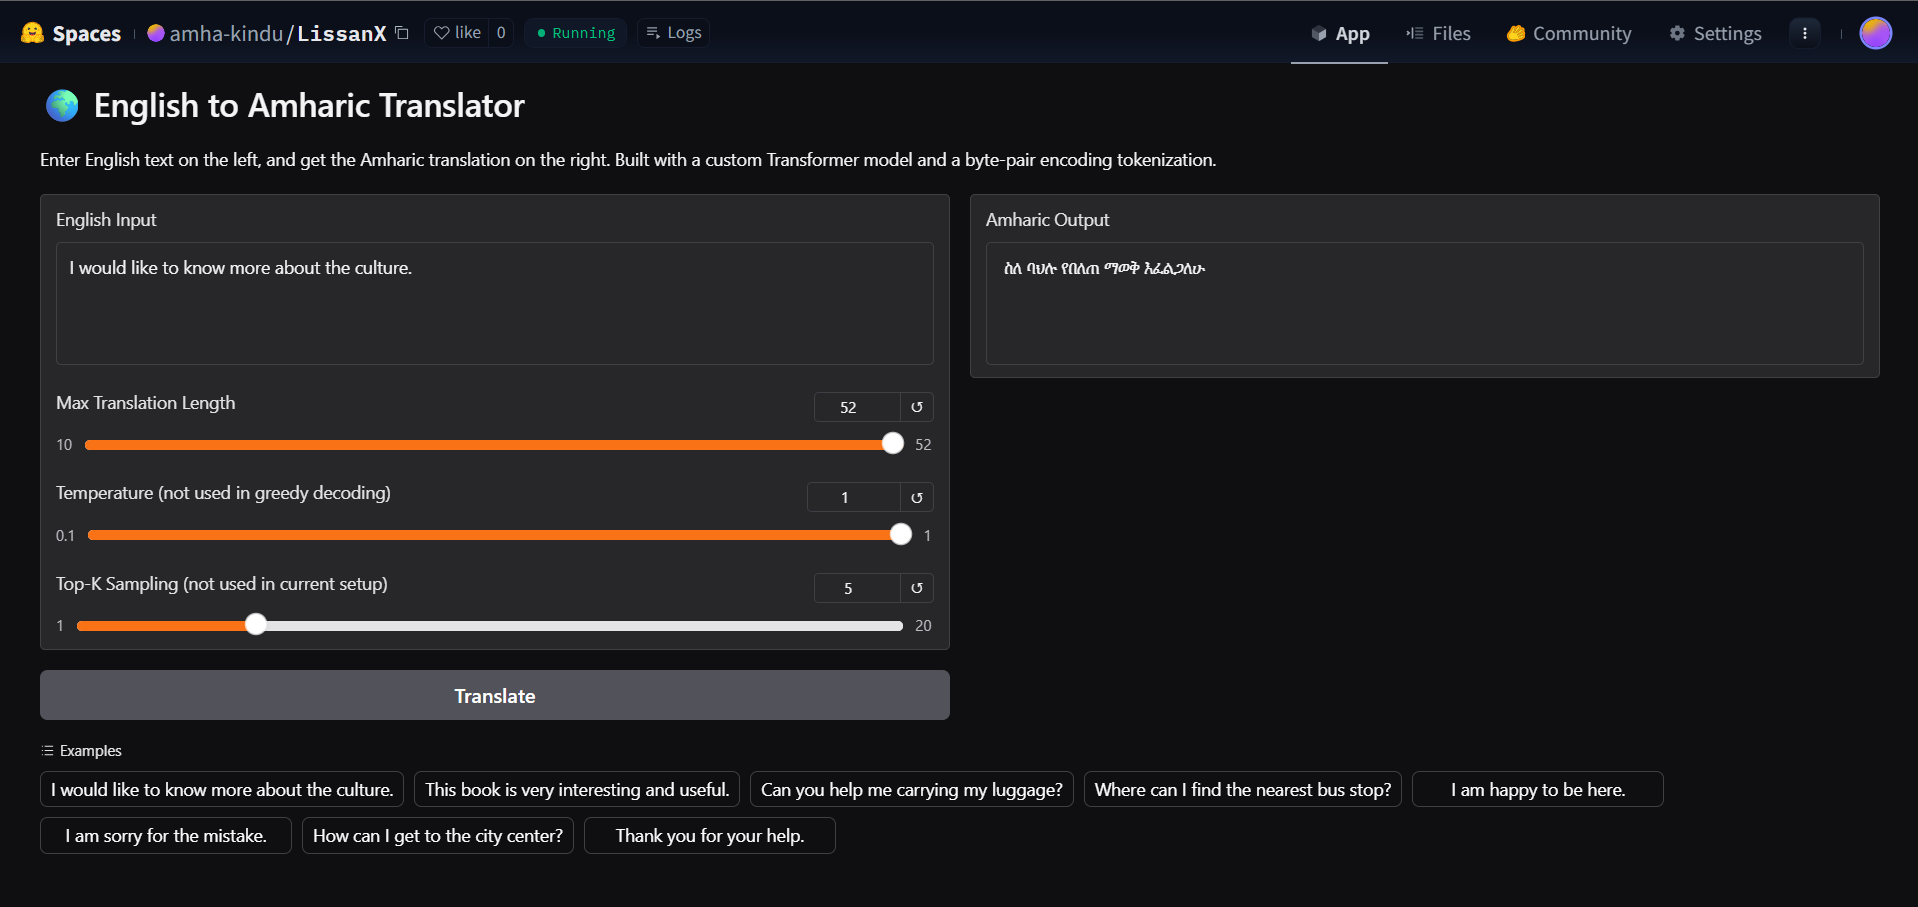 Spaces amha-kindu/LissanX like 0 Running Logs App Files Community Settings
English to Amharic Translator
Enter English text on the left, and get the Amharic translation on the right. Built with a custom Transformer model and a byte-pair encoding tokenization.
English Input
I would like to know more about the culture.
Max Translation Length
52
10 52
Temperature (not used in greedy decoding)
1
0.1 1
Top-K Sampling (not used in current setup)
5
1 20
Translate
Amharic Output
ስለ ባህሉ የበለጠ ማወቅ እፈልጋለሁ
Examples
I would like to know more about the culture. This book is very interesting and useful. Can you help me carrying my luggage? Where can I find the nearest bus stop? I am happy to be here.
I am sorry for the mistake. How can I get to the city center? Thank you for your help.